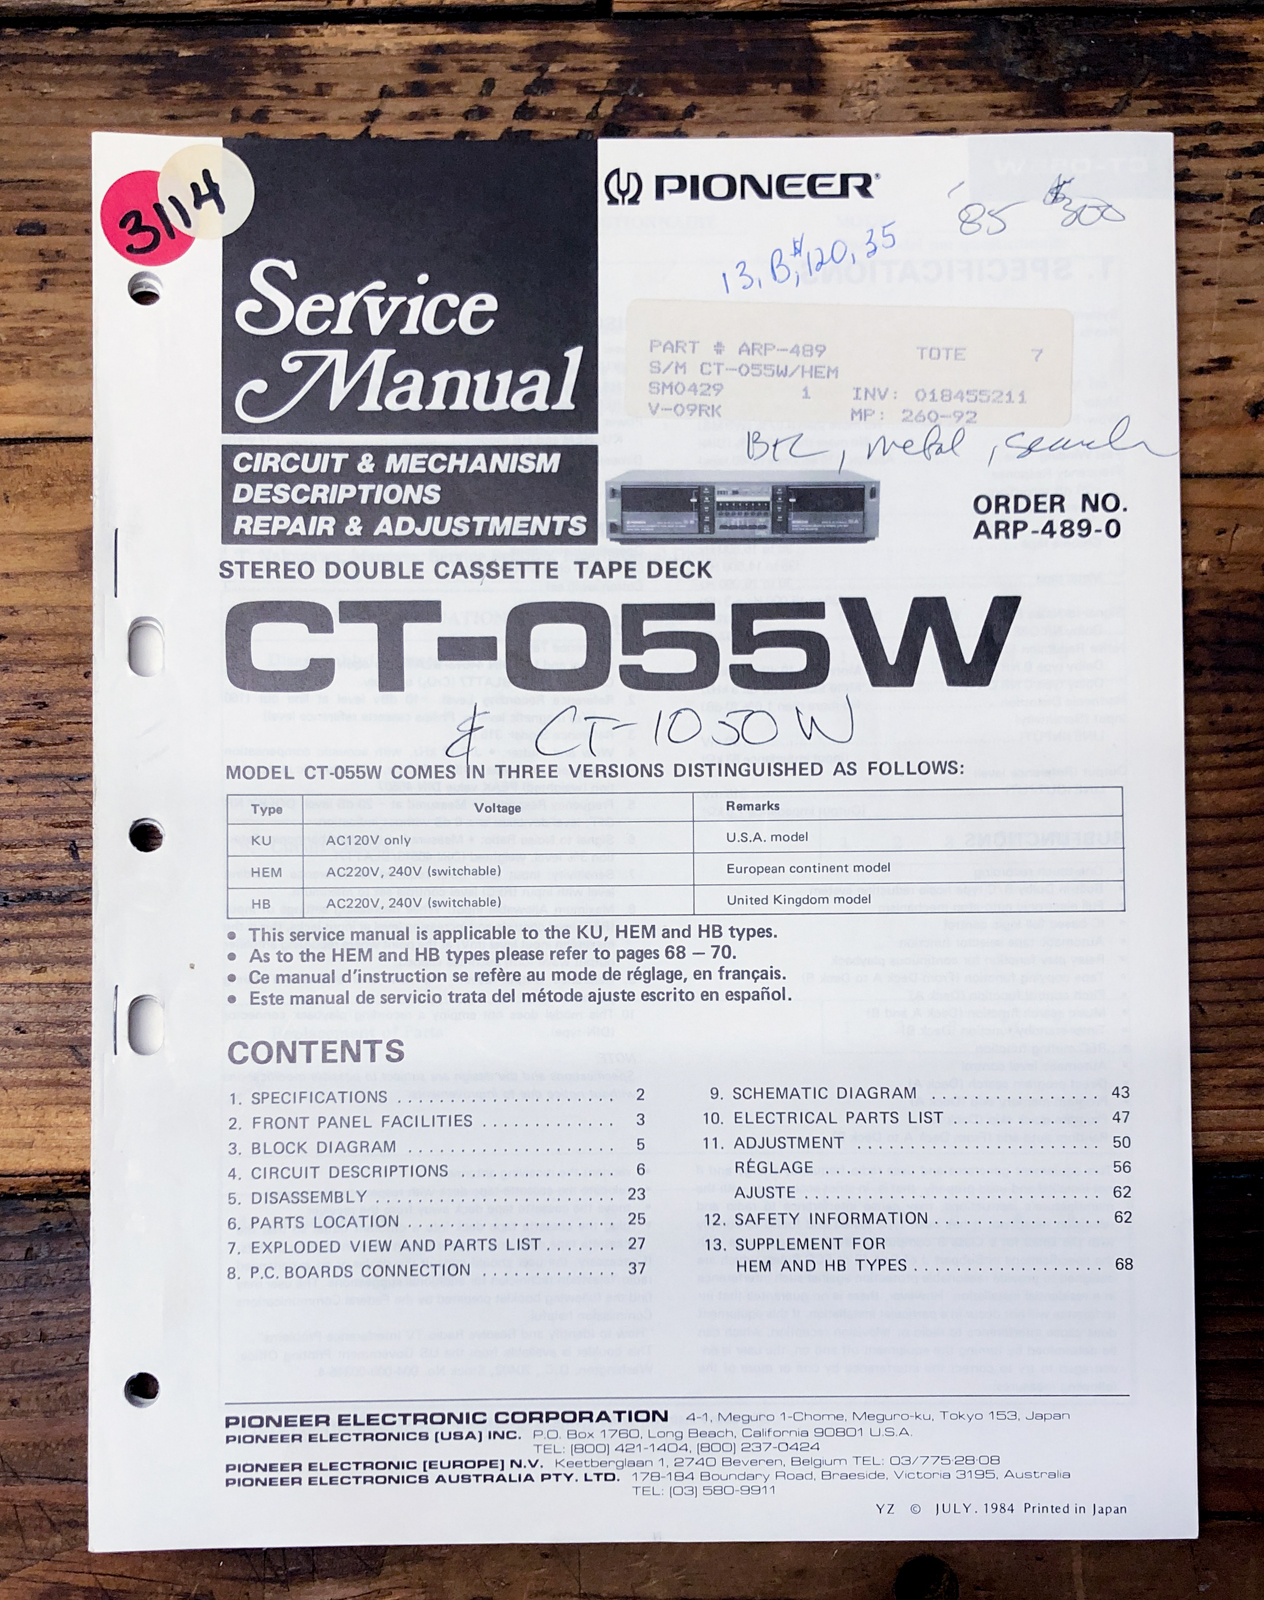 3114
PIONEER
'85 $300
13, B, $120, 35
Service
Manual
PART # ARP-489 TOTE 7
S/M CT-055W/HEM
SM0429 1 INV: 018455211
V-09RK MP: 260-92
B+C, metal, search
CIRCUIT & MECHANISM
DESCRIPTIONS
REPAIR & ADJUSTMENTS
ORDER NO.
ARP-489-0
STEREO DOUBLE CASSETTE TAPE DECK
CT-055W
& CT-1050W
MODEL CT-055W COMES IN THREE VERSIONS DISTINGUISHED AS FOLLOWS:
Type Voltage Remarks
KU AC120V only U.S.A. model
HEM AC220V, 240V (switchable) European continent model
HB AC220V, 240V (switchable) United Kingdom model
• This service manual is applicable to the KU, HEM and HB types.
• As to the HEM and HB types please refer to pages 68 – 70.
• Ce manual d'instruction se refère au mode de réglage, en français.
• Este manual de servicio trata del método ajuste escrito en español.
CONTENTS
1. SPECIFICATIONS ...................... 2
2. FRONT PANEL FACILITIES ............. 3
3. BLOCK DIAGRAM ..................... 5
4. CIRCUIT DESCRIPTIONS ................ 6
5. DISASSEMBLY ........................ 23
6. PARTS LOCATION ..................... 25
7. EXPLODED VIEW AND PARTS LIST ....... 27
8. P.C. BOARDS CONNECTION ............. 37
9. SCHEMATIC DIAGRAM ................ 43
10. ELECTRICAL PARTS LIST .............. 47
11. ADJUSTMENT ....................... 50
RÉGLAGE ........................... 56
AJUSTE ............................. 62
12. SAFETY INFORMATION ................ 62
13. SUPPLEMENT FOR
HEM AND HB TYPES .................. 68
PIONEER ELECTRONIC CORPORATION 4-1, Meguro 1-Chome, Meguro-ku, Tokyo 153, Japan
PIONEER ELECTRONICS [USA] INC. P.O. Box 1760, Long Beach, California 90801 U.S.A.
TEL: [800] 421-1404, [800] 237-0424
PIONEER ELECTRONIC [EUROPE] N.V. Keetberglaan 1, 2740 Beveren, Belgium TEL: 03/775·28·08
PIONEER ELECTRONICS AUSTRALIA PTY. LTD. 178-184 Boundary Road, Braeside, Victoria 3195, Australia
TEL: [03] 580-9911
YZ © JULY. 1984 Printed in Japan